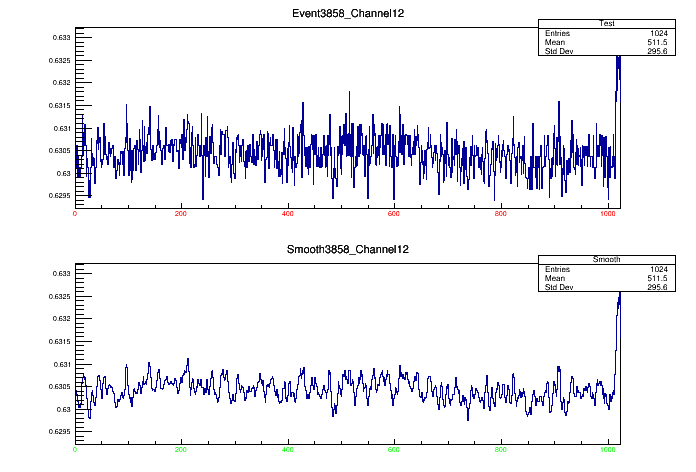 Event3858_Channel12
Test
Entries 1024
Mean 511.5
Std Dev 295.6
0.633
0.6325
0.632
0.6315
0.631
0.6305
0.63
0.6295
0 200 400 600 800 1000
Smooth3858_Channel12
Smooth
Entries 1024
Mean 511.5
Std Dev 295.6
0.633
0.6325
0.632
0.6315
0.631
0.6305
0.63
0.6295
0 200 400 600 800 1000